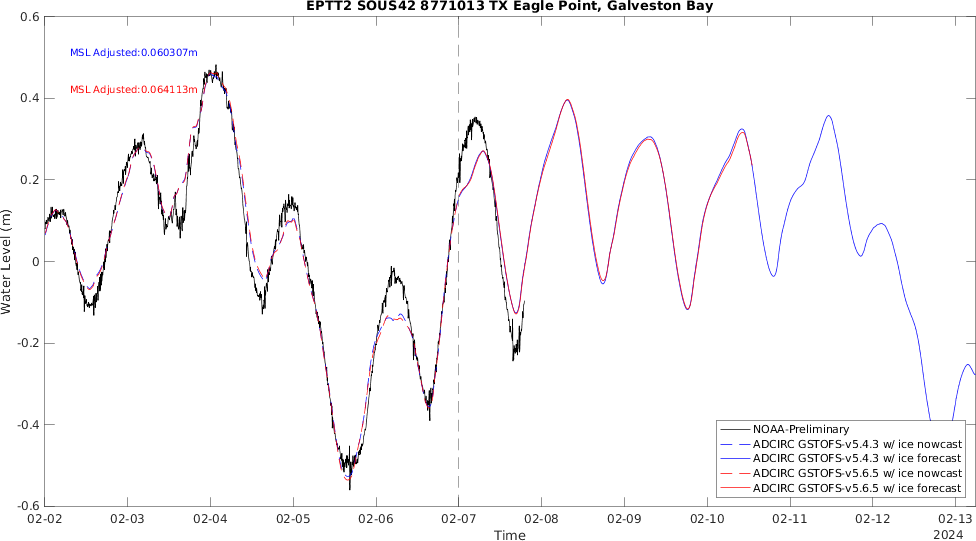 EPTT2 SOUS42 8771013 TX Eagle Point, Galveston Bay
0.6
MSL Adjusted:0.060307m
MSL Adjusted:0.064113m
0.4
0.2
0
-0.2
-0.4
-0.6
Water Level (m)
NOAA-Preliminary
ADCIRC GSTOFS-v5.4.3 w/ ice nowcast
ADCIRC GSTOFS-v5.4.3 w/ ice forecast
ADCIRC GSTOFS-v5.6.5 w/ ice nowcast
ADCIRC GSTOFS-v5.6.5 w/ ice forecast
02-02 02-03 02-04 02-05 02-06 02-07 02-08 02-09 02-10 02-11 02-12 02-13
Time
2024